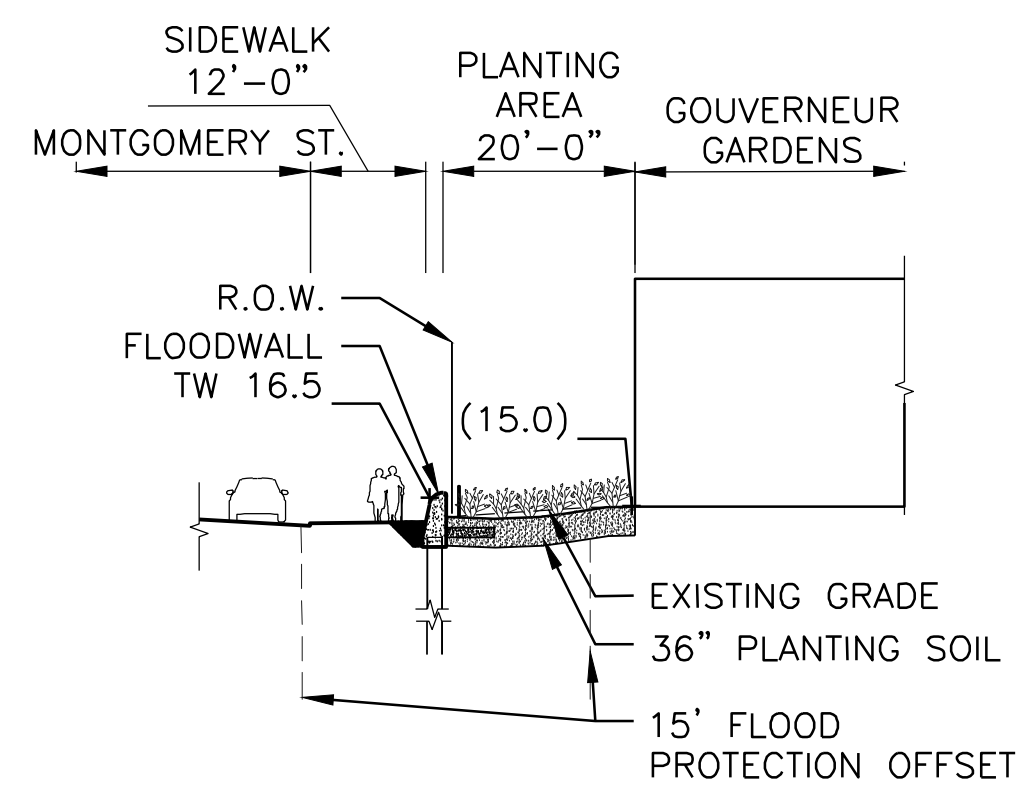 SIDEWALK
12'-0"
MONTGOMERY ST.
PLANTING
AREA
20'-0"
GOUVERNEUR
GARDENS
R.O.W.
FLOODWALL
TW 16.5
(15.0)
EXISTING GRADE
36" PLANTING SOIL
15' FLOOD
PROTECTION OFFSET